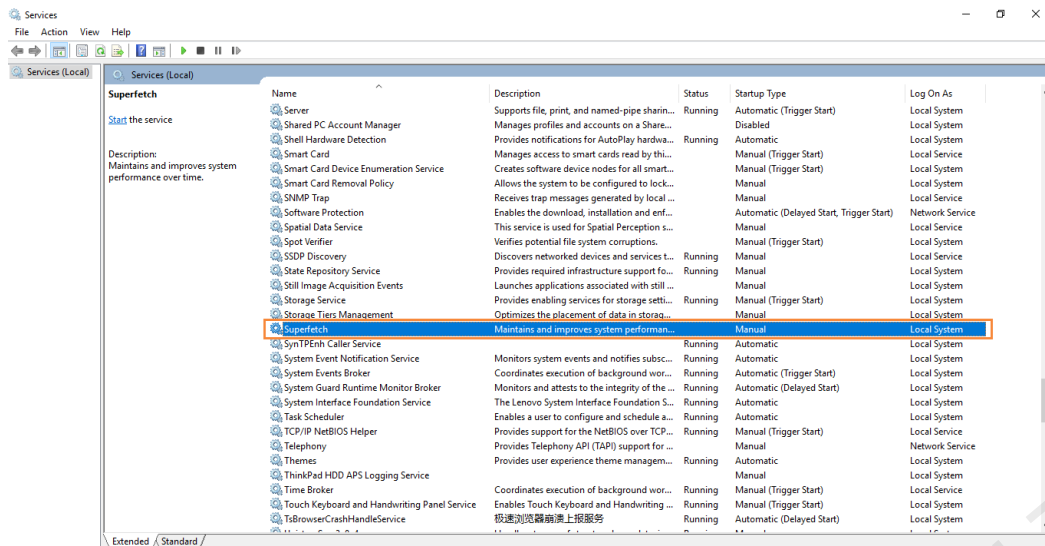 Services
File Action View Help
Services (Local)
Services (Local)
Superfetch
Start the service
Description:
Maintains and improves system
performance over time.
Name Description Status Startup Type Log On As
Server Supports file, print, and named-pipe sharin... Running Automatic (Trigger Start) Local System
Shared PC Account Manager Manages profiles and accounts on a Share... Disabled Local System
Shell Hardware Detection Provides notifications for AutoPlay hardwa... Running Automatic Local System
Smart Card Manages access to smart cards read by thi... Manual (Trigger Start) Local Service
Smart Card Device Enumeration Service Creates software device nodes for all smart... Manual (Trigger Start) Local System
Smart Card Removal Policy Allows the system to be configured to lock... Manual Local System
SNMP Trap Receives trap messages generated by local ... Manual Local Service
Software Protection Enables the download, installation and enf... Automatic (Delayed Start, Trigger Start) Network Service
Spatial Data Service This service is used for Spatial Perception s... Manual Local Service
Spot Verifier Verifies potential file system corruptions. Manual (Trigger Start) Local System
SSDP Discovery Discovers networked devices and services t... Running Manual Local Service
State Repository Service Provides required infrastructure support fo... Running Manual Local System
Still Image Acquisition Events Launches applications associated with still ... Manual Local System
Storage Service Provides enabling services for storage setti... Running Manual (Trigger Start) Local System
Storage Tiers Management Optimizes the placement of data in storag... Manual Local System
Superfetch Maintains and improves system performan... Manual Local System
SynTPEnh Caller Service Running Automatic Local System
System Event Notification Service Monitors system events and notifies subsc... Running Automatic Local System
System Events Broker Coordinates execution of background wor... Running Automatic (Trigger Start) Local System
System Guard Runtime Monitor Broker Monitors and attests to the integrity of the ... Running Automatic (Delayed Start) Local System
System Interface Foundation Service The Lenovo System Interface Foundation S... Running Automatic Local System
Task Scheduler Enables a user to configure and schedule a... Running Automatic Local System
TCP/IP NetBIOS Helper Provides support for the NetBIOS over TCP... Running Manual (Trigger Start) Local Service
Telephony Provides Telephony API (TAPI) support for ... Manual Network Service
Themes Provides user experience theme managem... Running Automatic Local System
ThinkPad HDD APS Logging Service Manual Local System
Time Broker Coordinates execution of background wor... Running Manual (Trigger Start) Local Service
Touch Keyboard and Handwriting Panel Service Enables Touch Keyboard and Handwriting ... Running Manual (Trigger Start) Local System
TsBrowserCrashHandleService 极速浏览器崩溃上报服务 Running Automatic (Delayed Start) Local System
Extended Standard